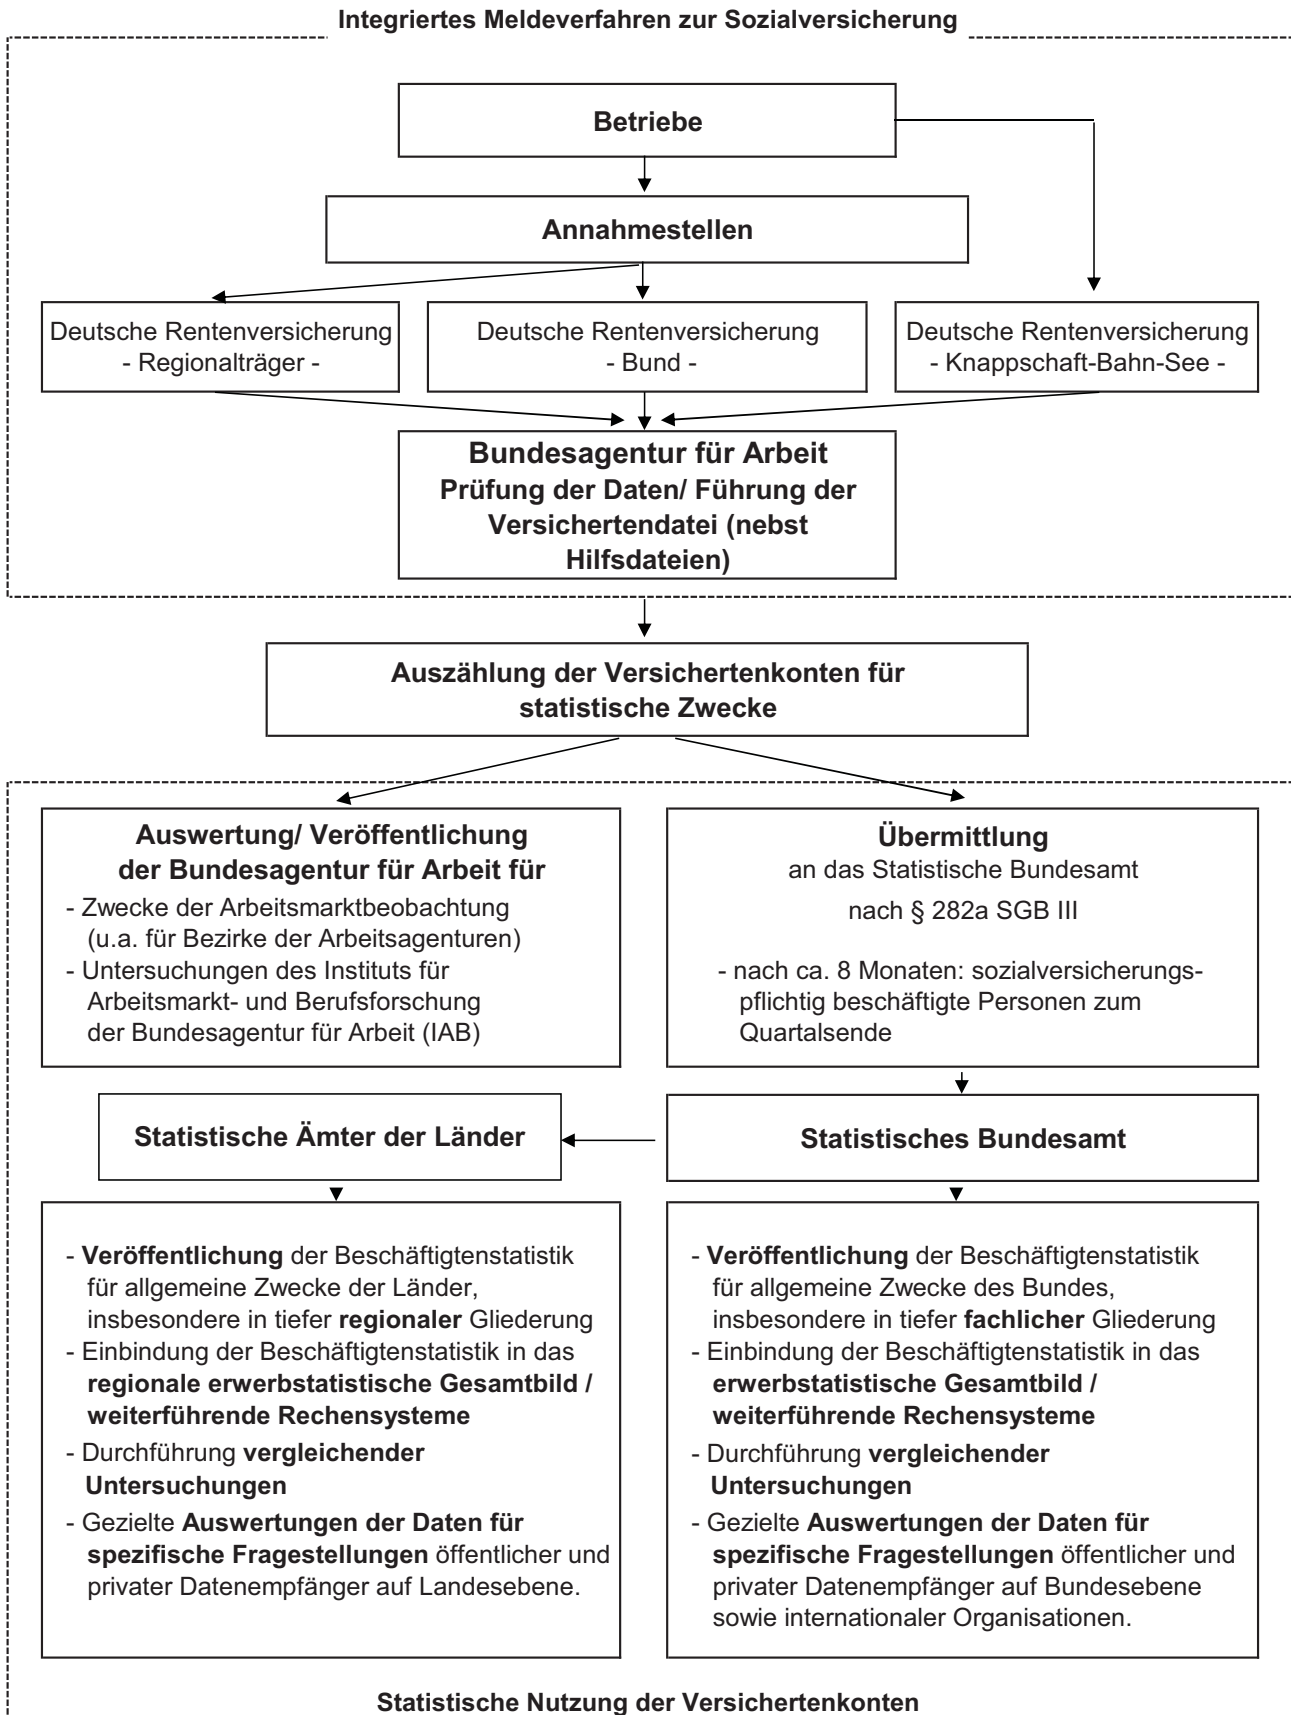 Integriertes Meldeverfahren zur Sozialversicherung
Betriebe
Annahmestellen
Deutsche Rentenversicherung
- Regionalträger -
Deutsche Rentenversicherung
- Bund -
Deutsche Rentenversicherung
- Knappschaft-Bahn-See -
Bundesagentur für Arbeit
Prüfung der Daten/ Führung der
Versichertendatei (nebst
Hilfsdateien)
Auszählung der Versichertenkonten für
statistische Zwecke
Auswertung/ Veröffentlichung
der Bundesagentur für Arbeit für
- Zwecke der Arbeitsmarktbeobachtung
(u.a. für Bezirke der Arbeitsagenturen)
- Untersuchungen des Instituts für
Arbeitsmarkt- und Berufsforschung
der Bundesagentur für Arbeit (IAB)
Übermittlung
an das Statistische Bundesamt
nach § 282a SGB III
- nach ca. 8 Monaten: sozialversicherungs-
pflichtig beschäftigte Personen zum
Quartalsende
Statistische Ämter der Länder
Statistisches Bundesamt
- Veröffentlichung der Beschäftigtenstatistik
für allgemeine Zwecke der Länder,
insbesondere in tiefer regionaler Gliederung
- Einbindung der Beschäftigtenstatistik in das
regionale erwerbstatistische Gesamtbild /
weiterführende Rechensysteme
- Durchführung vergleichender
Untersuchungen
- Gezielte Auswertungen der Daten für
spezifische Fragestellungen öffentlicher und
privater Datenempfänger auf Landesebene.
- Veröffentlichung der Beschäftigtenstatistik
für allgemeine Zwecke des Bundes,
insbesondere in tiefer fachlicher Gliederung
- Einbindung der Beschäftigtenstatistik in das
erwerbstatistische Gesamtbild /
weiterführende Rechensysteme
- Durchführung vergleichender
Untersuchungen
- Gezielte Auswertungen der Daten für
spezifische Fragestellungen öffentlicher und
privater Datenempfänger auf Bundesebene
sowie internationaler Organisationen.
Statistische Nutzung der Versichertenkonten